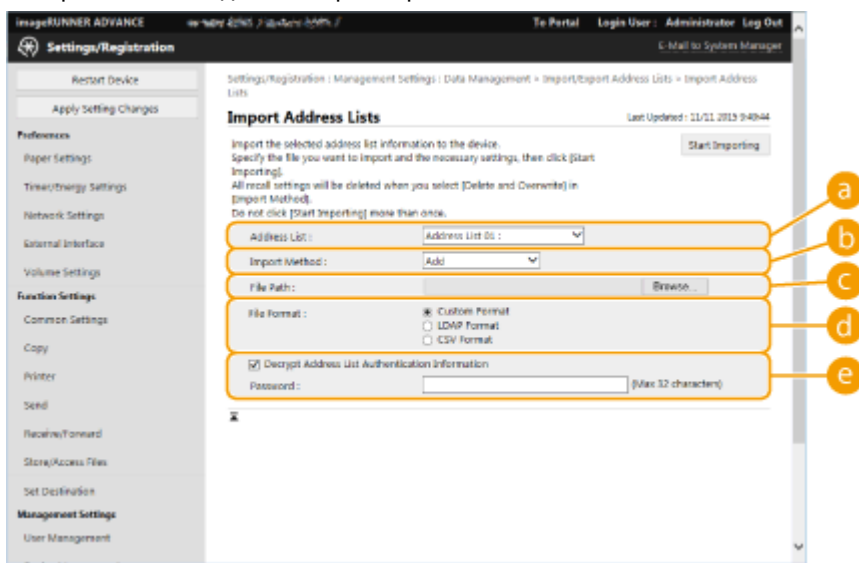 imageRUNNER ADVANCE
To Portal Login User : Administrator Log Out
Settings/Registration
E-Mail to System Manager
Restart Device
Apply Setting Changes
Preferences
Paper Settings
Timer/Energy Settings
Network Settings
External Interface
Volume Settings
Function Settings
Common Settings
Copy
Printer
Send
Receive/Forward
Store/Access Files
Set Destination
Management Settings
User Management
Settings/Registration : Management Settings : Data Management > Import/Export Address Lists > Import Address
Lists
Import Address Lists
Last Updated : 11/11 2015 9:40:44
Import the selected address list information to the device.
Specify the file you want to import and the necessary settings, then click [Start
Importing].
All recall settings will be deleted when you select [Delete and Overwrite] in
[Import Method].
Do not click [Start Importing] more than once.
Start Importing
Address List : Address List 01 :
a
Import Method : Add
b
File Path : Browse...
c
File Format : Custom Format
LDAP Format
CSV Format
d
Decrypt Address List Authentication Information
Password : (Max 32 characters)
e